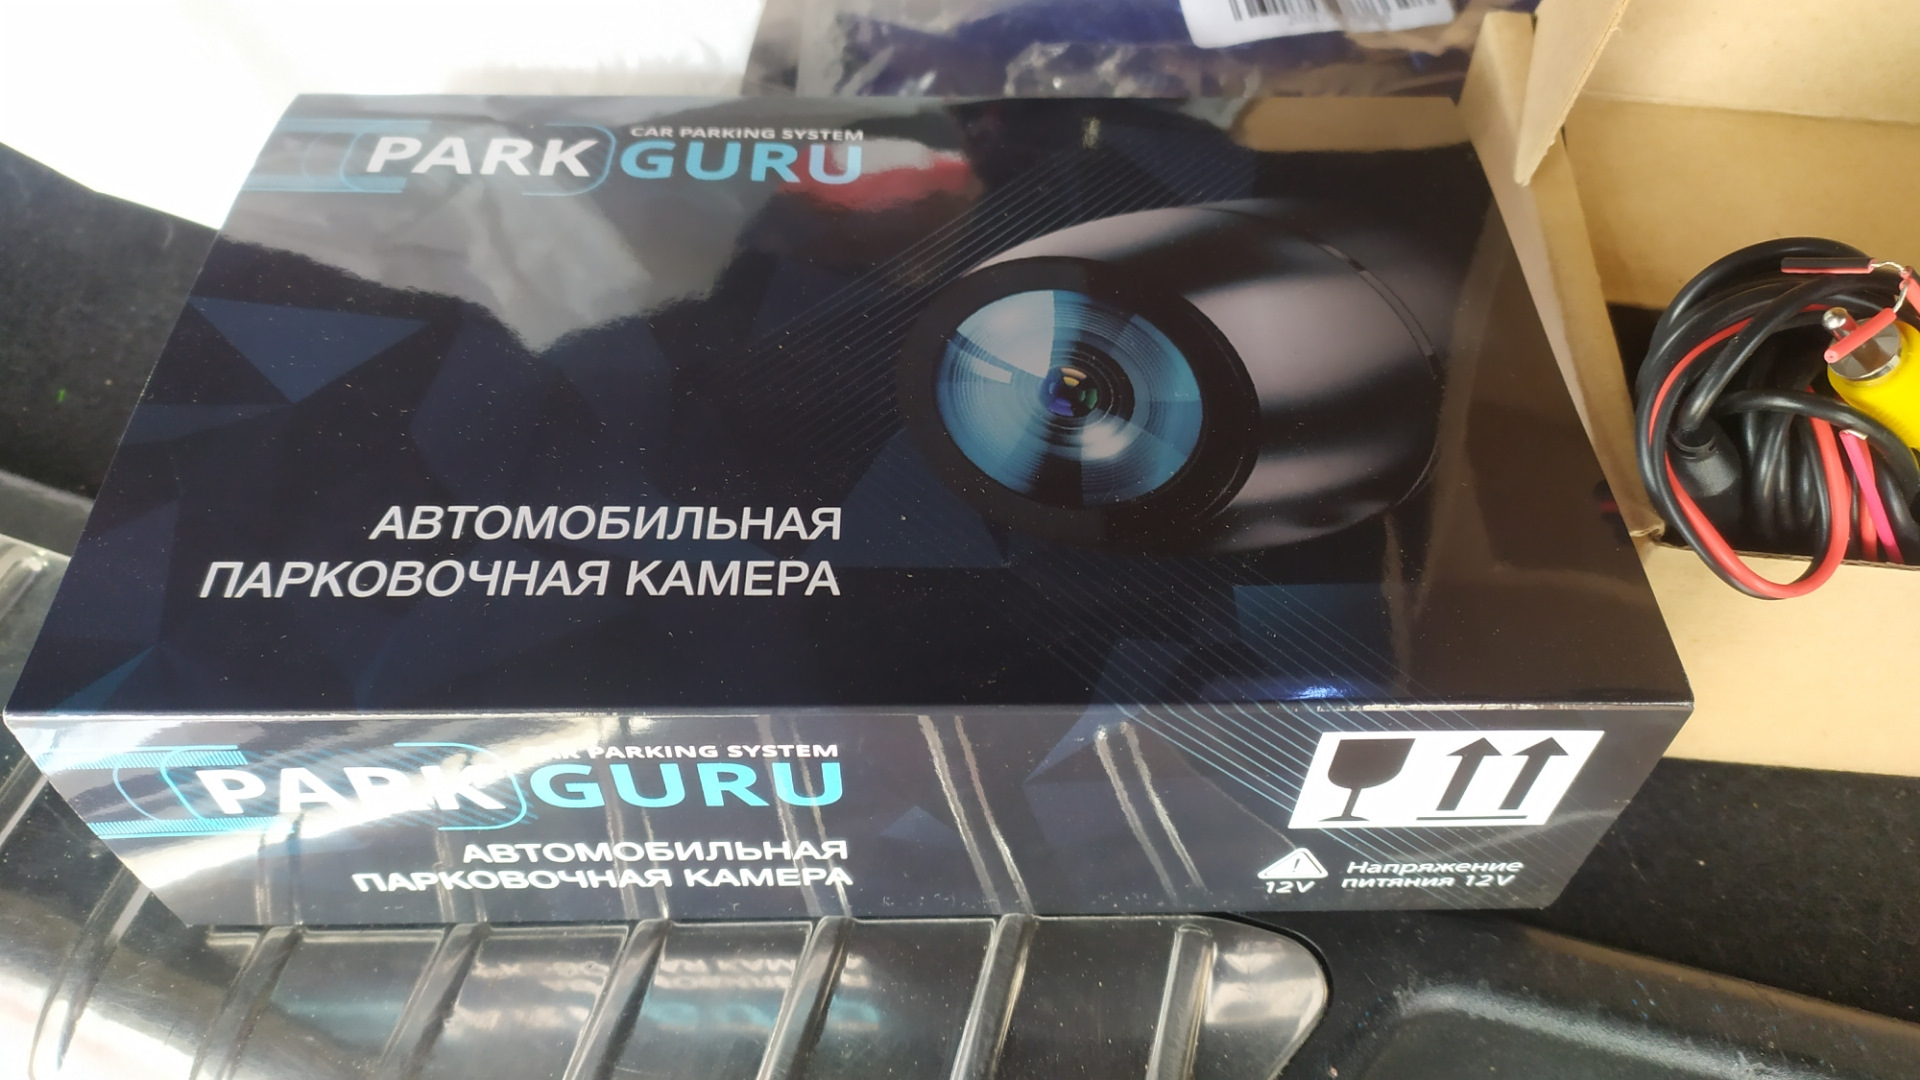 CAR PARKING SYSTEM
PARK GURU
АВТОМОБИЛЬНАЯ
ПАРКОВОЧНАЯ КАМЕРА
CAR PARKING SYSTEM
PARK GURU
АВТОМОБИЛЬНАЯ
ПАРКОВОЧНАЯ КАМЕРА
12V
Напряжение
питания 12V